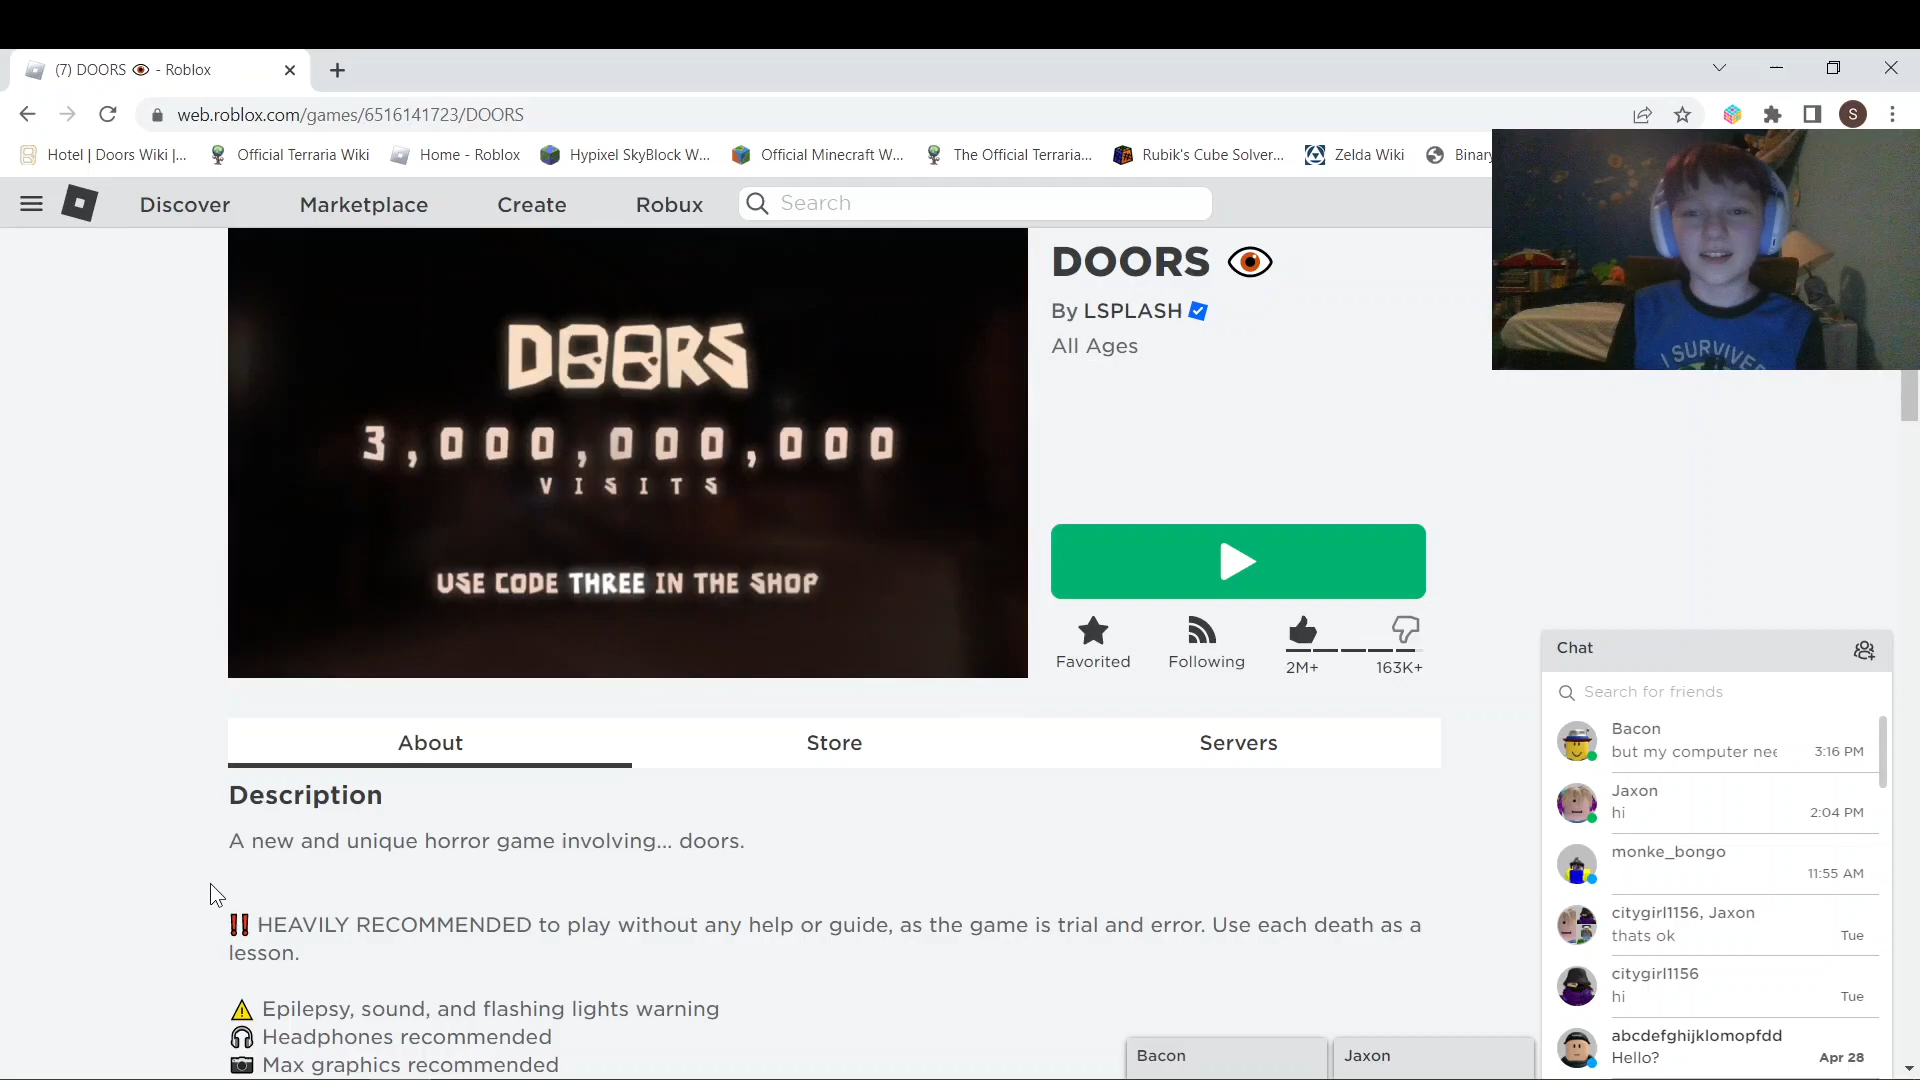 (7) DOORS 👁 - Roblox
web.roblox.com/games/6516141723/DOORS
S
Hotel | Doors Wiki |...
Official Terraria Wiki
Home - Roblox
Hypixel SkyBlock W...
Official Minecraft W...
The Official Terraria...
Rubik's Cube Solver...
Zelda Wiki
Binary
Discover
Marketplace
Create
Robux
Search
I SURVIVE
DOORS
3,000,000,000
VISITS
USE CODE THREE IN THE SHOP
DOORS 👁
By LSPLASH
All Ages
Favorited
Following
2M+
163K+
About
Store
Servers
Description
A new and unique horror game involving... doors.
‼ HEAVILY RECOMMENDED to play without any help or guide, as the game is trial and error. Use each death as a
lesson.
⚠ Epilepsy, sound, and flashing lights warning
🎧 Headphones recommended
📷 Max graphics recommended
Chat
Search for friends
Bacon
but my computer nee 3:16 PM
Jaxon
hi 2:04 PM
monke_bongo
11:55 AM
citygirl1156, Jaxon
thats ok Tue
citygirl1156
hi Tue
abcdefghijklomopfdd
Hello? Apr 28
Bacon
Jaxon